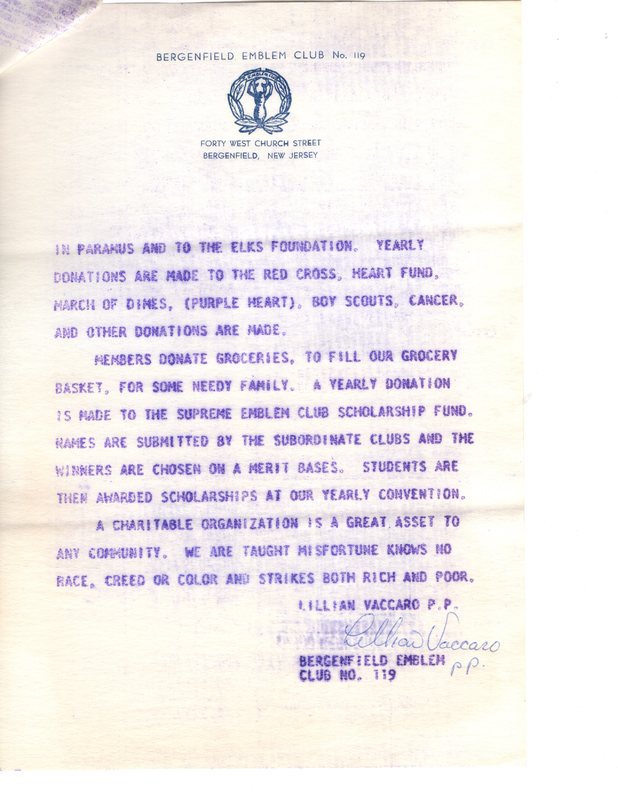 BERGENFIELD EMBLEM CLUB No. 119
FORTY WEST CHURCH STREET
BERGENFIELD, NEW JERSEY
IN PARAMUS AND TO THE ELKS FOUNDATION. YEARLY
DONATIONS ARE MADE TO THE RED CROSS, HEART FUND,
MARCH OF DIMES, (PURPLE HEART), BOY SCOUTS, CANCER,
AND OTHER DONATIONS ARE MADE.
MEMBERS DONATE GROCERIES, TO FILL OUR GROCERY
BASKET, FOR SOME NEEDY FAMILY. A YEARLY DONATION
IS MADE TO THE SUPREME EMBLEM CLUB SCHOLARSHIP FUND.
NAMES ARE SUBMITTED BY THE SUBORDINATE CLUBS AND THE
WINNERS ARE CHOSEN ON A MERIT BASES. STUDENTS ARE
THEN AWARDED SCHOLARSHIPS AT OUR YEARLY CONVENTION.
A CHARITABLE ORGANIZATION IS A GREAT ASSET TO
ANY COMMUNITY. WE ARE TAUGHT MISFORTUNE KNOWS NO
RACE, CREED OR COLOR AND STRIKES BOTH RICH AND POOR.
LILLIAN VACCARO P.P.
Lillian Vaccaro
P.P.
BERGENFIELD EMBLEM
CLUB NO. 119